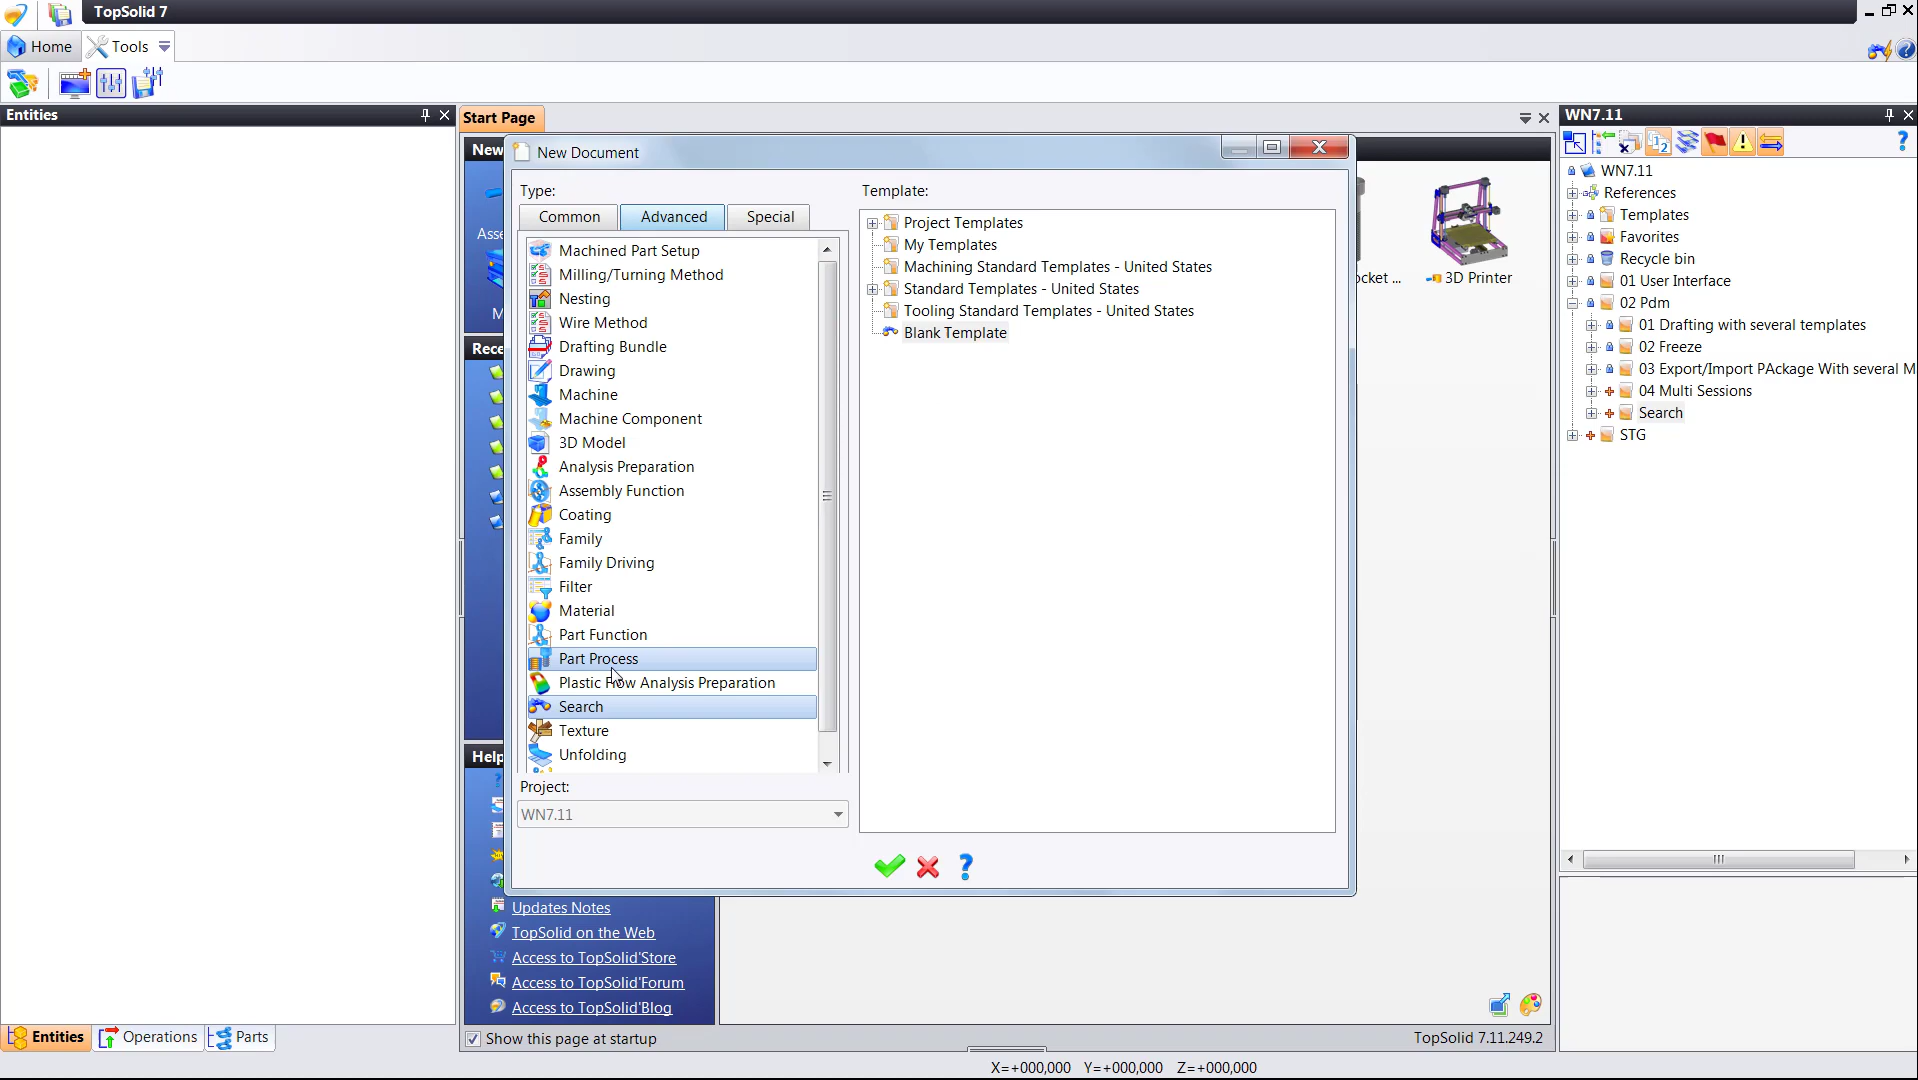 TopSolid 7
Home
Tools
Entities
Start Page
WN7.11
New
New Document
Type:
Template:
Common
Advanced
Special
Machined Part Setup
Milling/Turning Method
Nesting
Wire Method
Drafting Bundle
Drawing
Machine
Machine Component
3D Model
Analysis Preparation
Assembly Function
Coating
Family
Family Driving
Filter
Material
Part Function
Part Process
Plastic Flow Analysis Preparation
Search
Texture
Unfolding
Project:
WN7.11
Project Templates
My Templates
Machining Standard Templates - United States
Standard Templates - United States
Tooling Standard Templates - United States
Blank Template
Asse
M
Rece
Help
ocket ...
3D Printer
Updates Notes
TopSolid on the Web
Access to TopSolid'Store
Access to TopSolid'Forum
Access to TopSolid'Blog
Show this page at startup
TopSolid 7.11.249.2
WN7.11
References
Templates
Favorites
Recycle bin
01 User Interface
02 Pdm
01 Drafting with several templates
02 Freeze
03 Export/Import PAckage With several M
04 Multi Sessions
Search
STG
Entities
Operations
Parts
X=+000,000 Y=+000,000 Z=+000,000